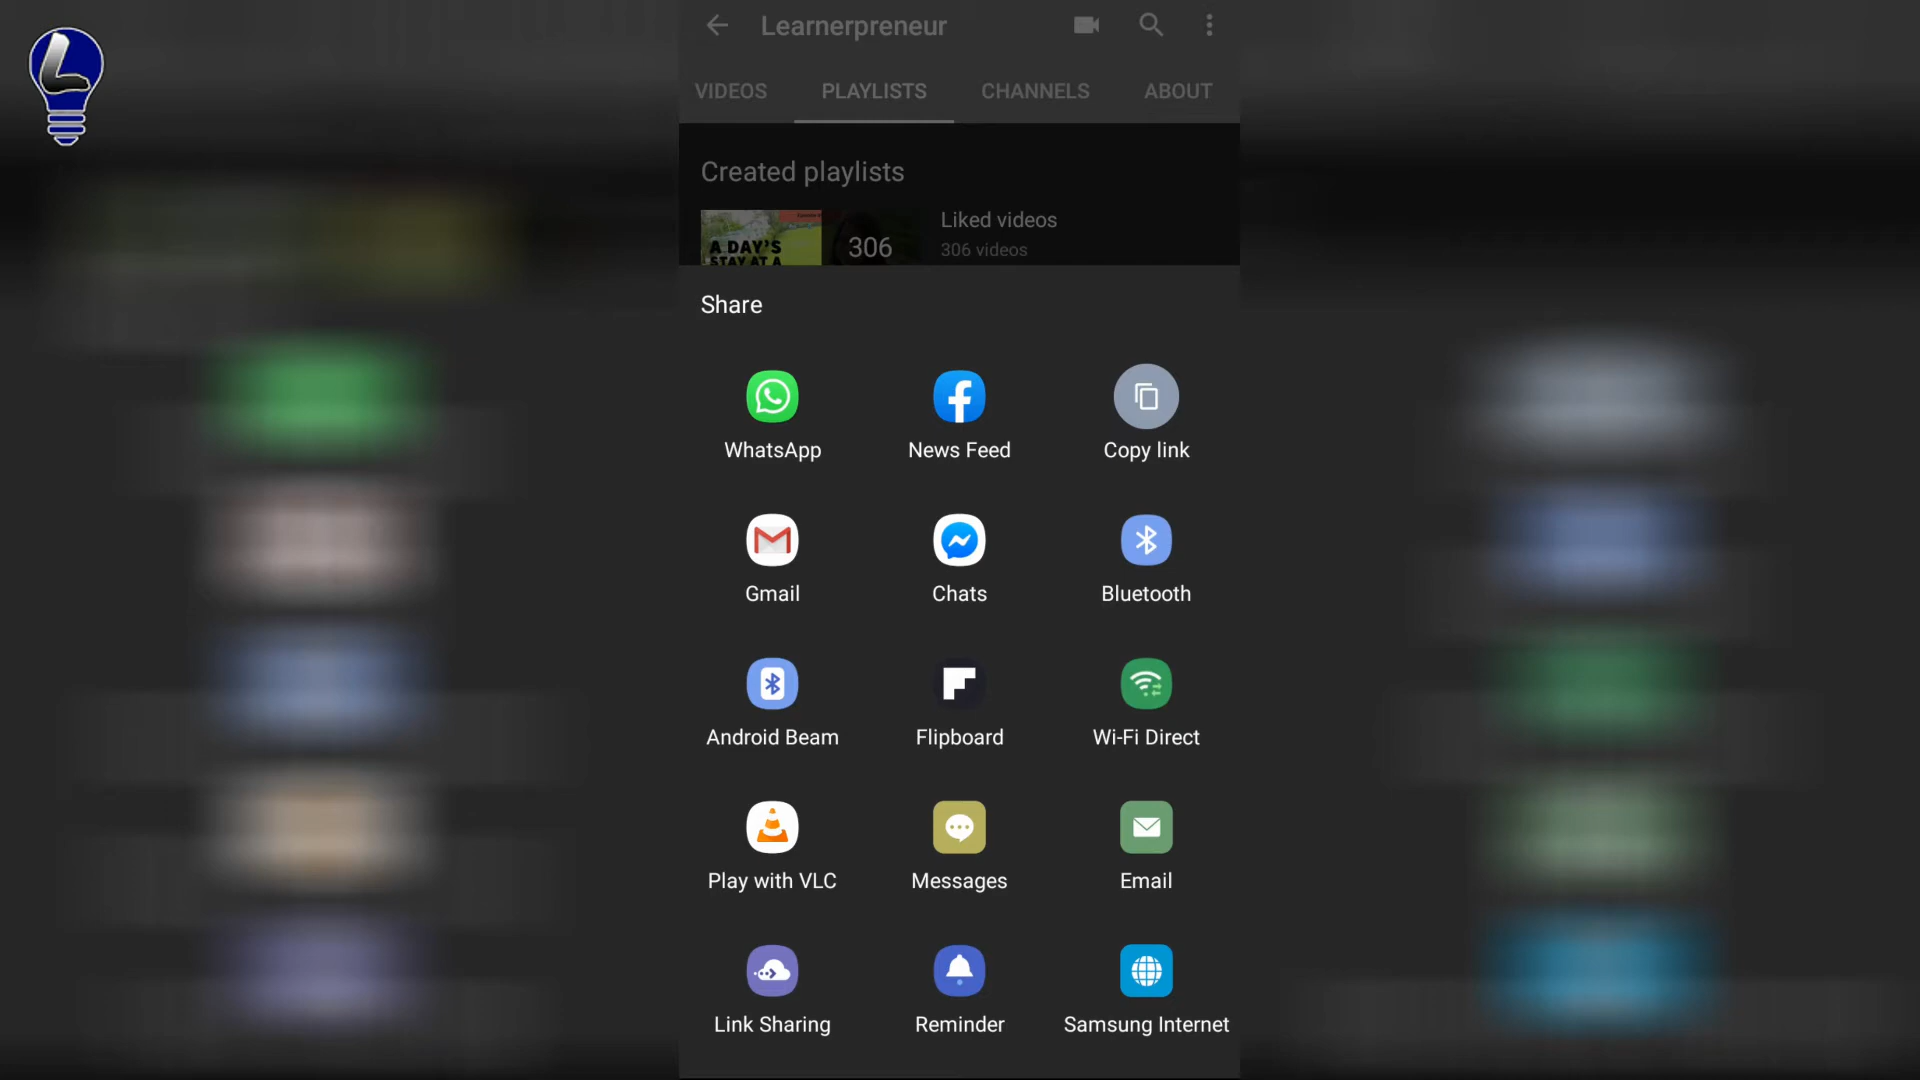 Learnerpreneur
VIDEOS PLAYLISTS CHANNELS ABOUT
Created playlists
A DAY'S
STAY AT A
306
Liked videos
306 videos
Share
WhatsApp News Feed Copy link
Gmail Chats Bluetooth
Android Beam Flipboard Wi-Fi Direct
Play with VLC Messages Email
Link Sharing Reminder Samsung Internet